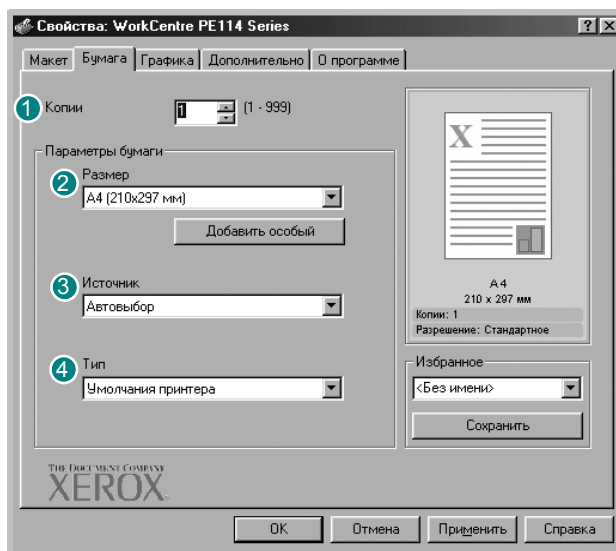 Свойства: WorkCentre PE114 Series
Макет Бумага Графика Дополнительно О программе
1 Копии 1 (1 - 999)
Параметры бумаги
2 Размер
A4 (210x297 мм)
Добавить особый
3 Источник
Автовыбор
4 Тип
Умолчания принтера
X
A4
210 x 297 мм
Копии: 1
Разрешение: Стандартное
Избранное
<Без имени>
Сохранить
THE DOCUMENT COMPANY
XEROX
OK Отмена Применить Справка